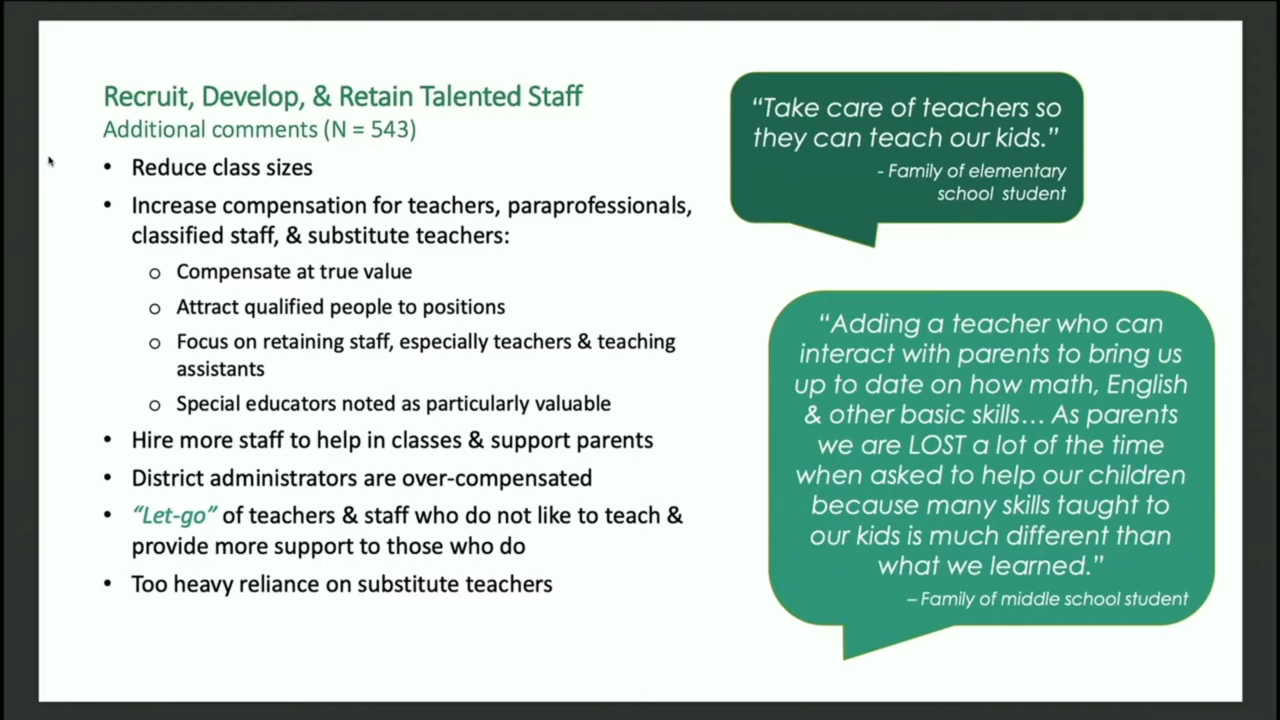 Recruit, Develop, & Retain Talented Staff
Additional comments (N = 543)
• Reduce class sizes
• Increase compensation for teachers, paraprofessionals,
classified staff, & substitute teachers:
o Compensate at true value
o Attract qualified people to positions
o Focus on retaining staff, especially teachers & teaching
assistants
o Special educators noted as particularly valuable
• Hire more staff to help in classes & support parents
• District administrators are over-compensated
• “Let-go” of teachers & staff who do not like to teach &
provide more support to those who do
• Too heavy reliance on substitute teachers
“Take care of teachers so
they can teach our kids.”
- Family of elementary
school student
“Adding a teacher who can
interact with parents to bring us
up to date on how math, English
& other basic skills... As parents
we are LOST a lot of the time
when asked to help our children
because many skills taught to
our kids is much different than
what we learned.”
– Family of middle school student